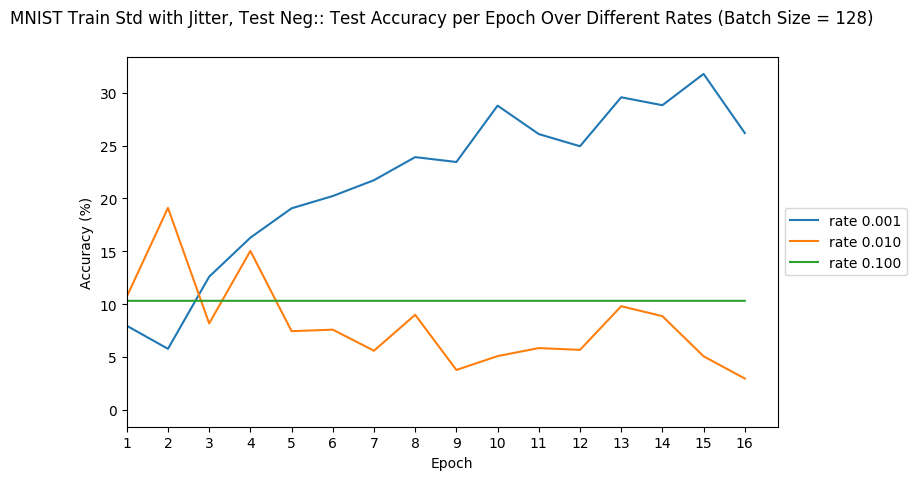 MNIST Train Std with Jitter, Test Neg:: Test Accuracy per Epoch Over Different Rates (Batch Size = 128)
30
25
20
15
10
5
0
Accuracy (%)
1 2 3 4 5 6 7 8 9 10 11 12 13 14 15 16
Epoch
rate 0.001
rate 0.010
rate 0.100